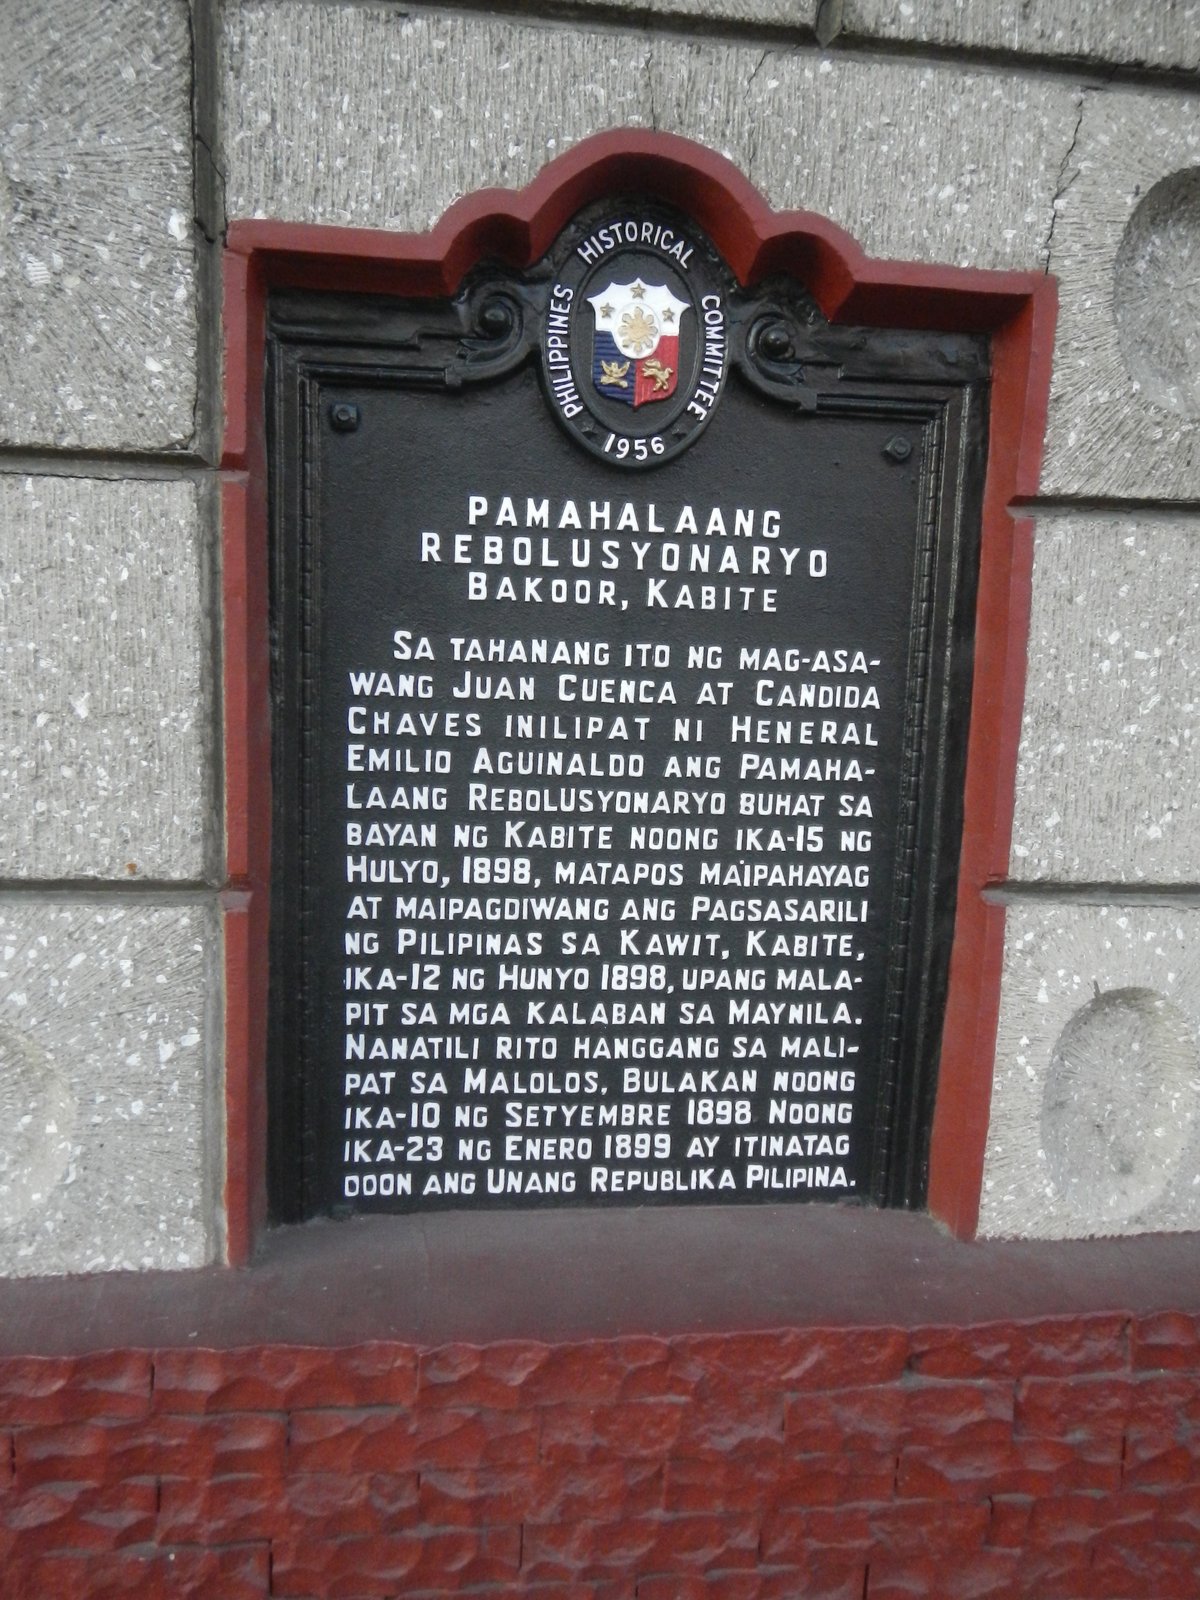 PHILIPPINES HISTORICAL COMMITTEE
1956
PAMAHALAANG
REBOLUSYONARYO
BAKOOR, KABITE
SA TAHANANG ITO NG MAG-ASA-
WANG JUAN CUENCA AT CANDIDA
CHAVES INILIPAT NI HENERAL
EMILIO AGUINALDO ANG PAMAHA-
LAANG REBOLUSYONARYO BUHAT SA
BAYAN NG KABITE NOONG IKA-15 NG
HULYO, 1898, MATAPOS MAIPAHAYAG
AT MAIPAGDIWANG ANG PAGSASARILI
NG PILIPINAS SA KAWIT, KABITE,
IKA-12 NG HUNYO 1898, UPANG MALA-
PIT SA MGA KALABAN SA MAYNILA.
NANATILI RITO HANGGANG SA MALI-
PAT SA MALOLOS, BULAKAN NOONG
IKA-10 NG SETYEMBRE 1898 NOONG
IKA-23 NG ENERO 1899 AY ITINATAG
DOON ANG UNANG REPUBLIKA PILIPINA.